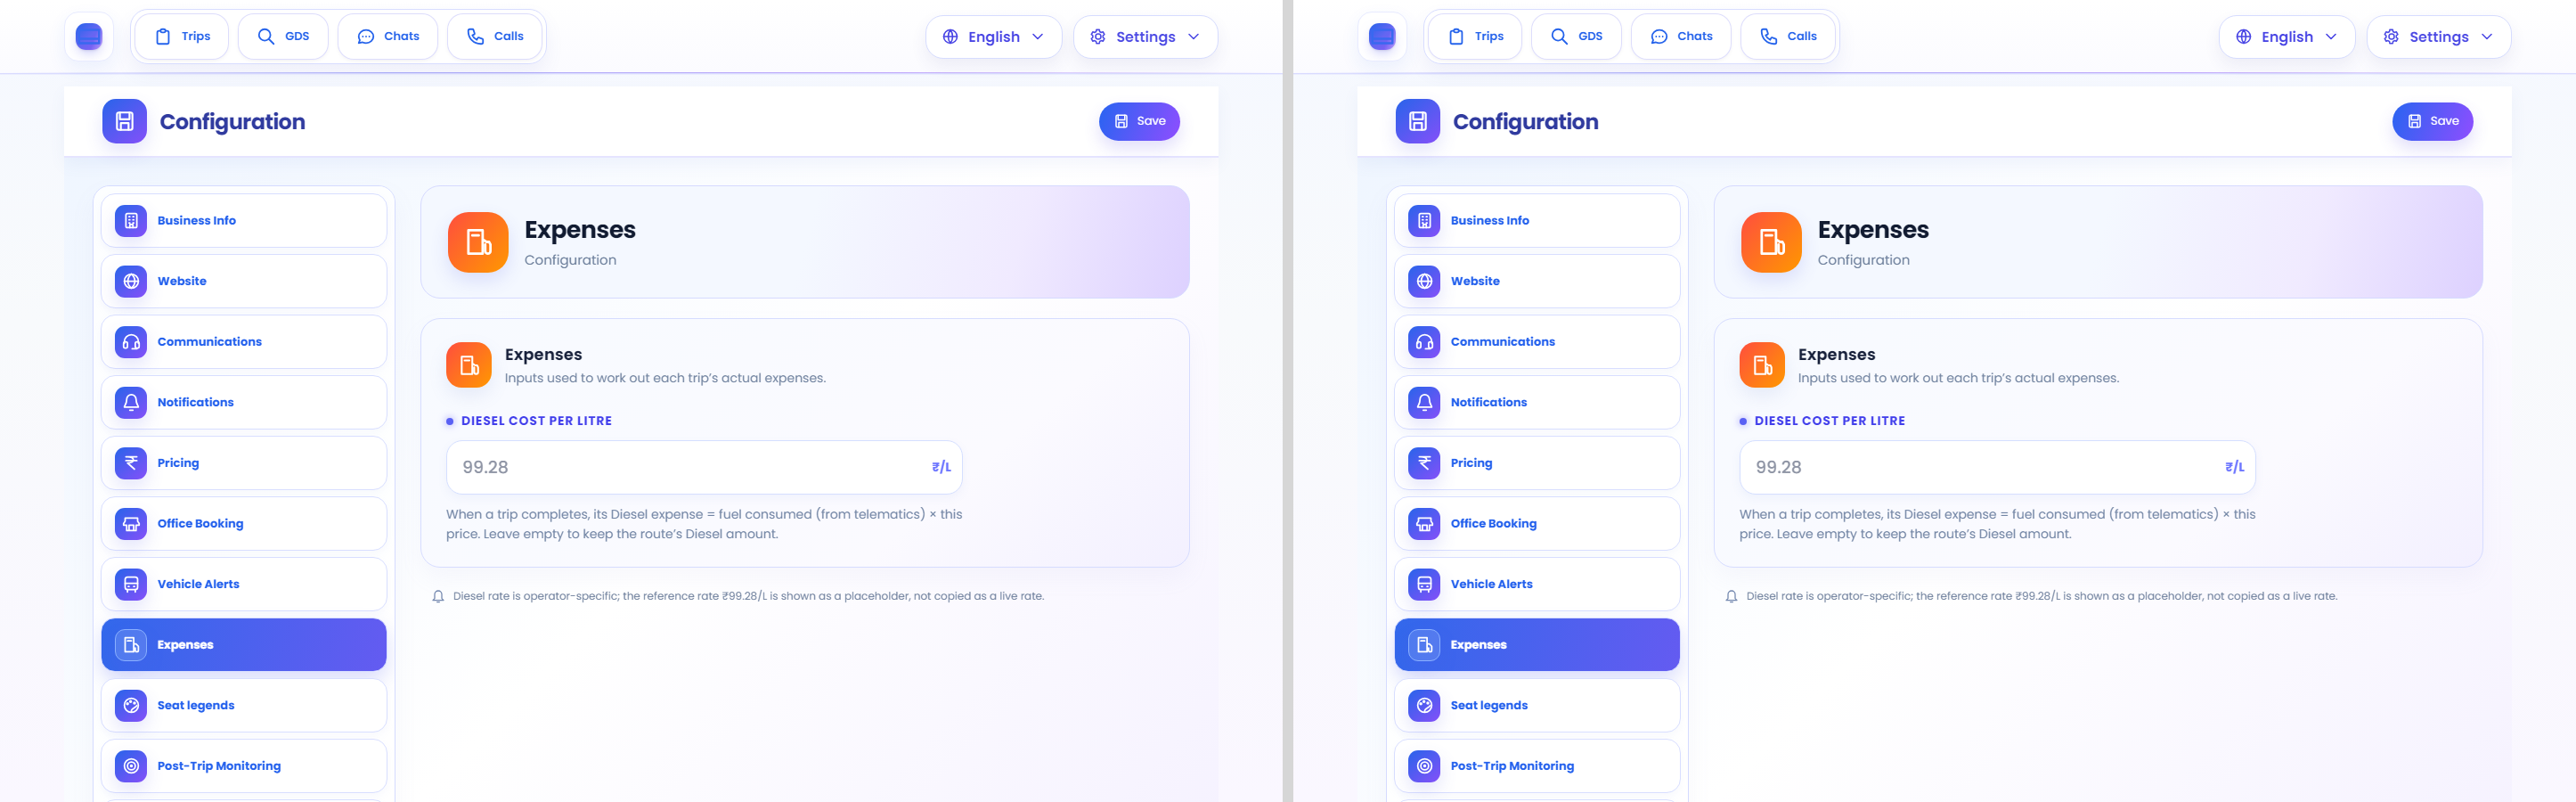 Trips
GDS
Chats
Calls
English
Settings
Configuration
Save
Business Info
Website
Communications
Notifications
Pricing
Office Booking
Vehicle Alerts
Expenses
Seat legends
Post-Trip Monitoring
Expenses
Configuration
Expenses
Inputs used to work out each trip’s actual expenses.
DIESEL COST PER LITRE
99.28 ₹/L
When a trip completes, its Diesel expense = fuel consumed (from telematics) × this
price. Leave empty to keep the route’s Diesel amount.
Diesel rate is operator-specific; the reference rate ₹99.28/L is shown as a placeholder, not copied as a live rate.
Trips
GDS
Chats
Calls
English
Settings
Configuration
Save
Business Info
Website
Communications
Notifications
Pricing
Office Booking
Vehicle Alerts
Expenses
Seat legends
Post-Trip Monitoring
Expenses
Configuration
Expenses
Inputs used to work out each trip’s actual expenses.
DIESEL COST PER LITRE
99.28 ₹/L
When a trip completes, its Diesel expense = fuel consumed (from telematics) × this
price. Leave empty to keep the route’s Diesel amount.
Diesel rate is operator-specific; the reference rate ₹99.28/L is shown as a placeholder, not copied as a live rate.